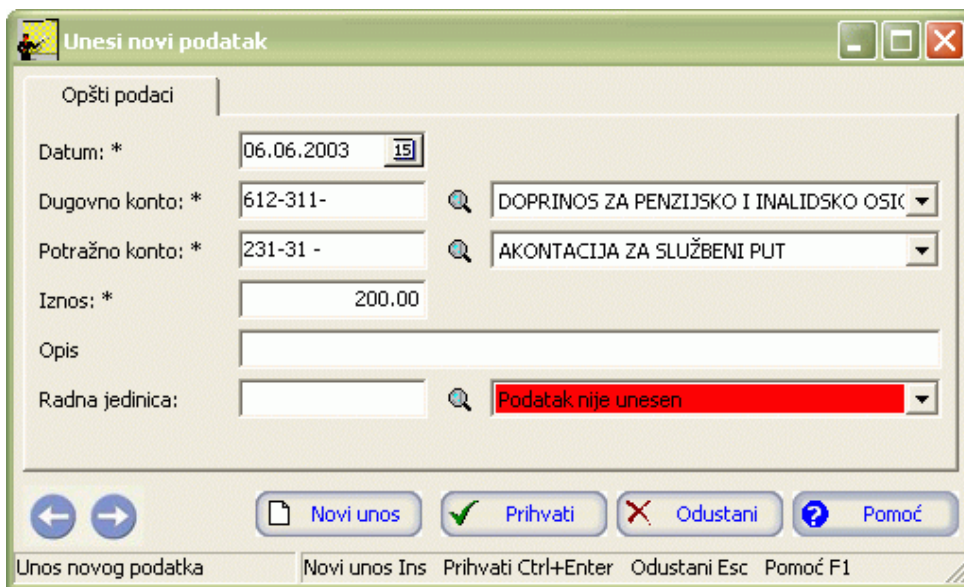 Unesi novi podatak
Opšti podaci
Datum: * 06.06.2003 15
Dugovno konto: * 612-311- DOPRINOS ZA PENZIJSKO I INALIDSKO OSIG
Potražno konto: * 231-31 - AKONTACIJA ZA SLUŽBENI PUT
Iznos: * 200.00
Opis
Radna jedinica: Podatak nije unesen
Novi unos Prihvati Odustani Pomoć
Unos novog podatka Novi unos Ins Prihvati Ctrl+Enter Odustani Esc Pomoć F1